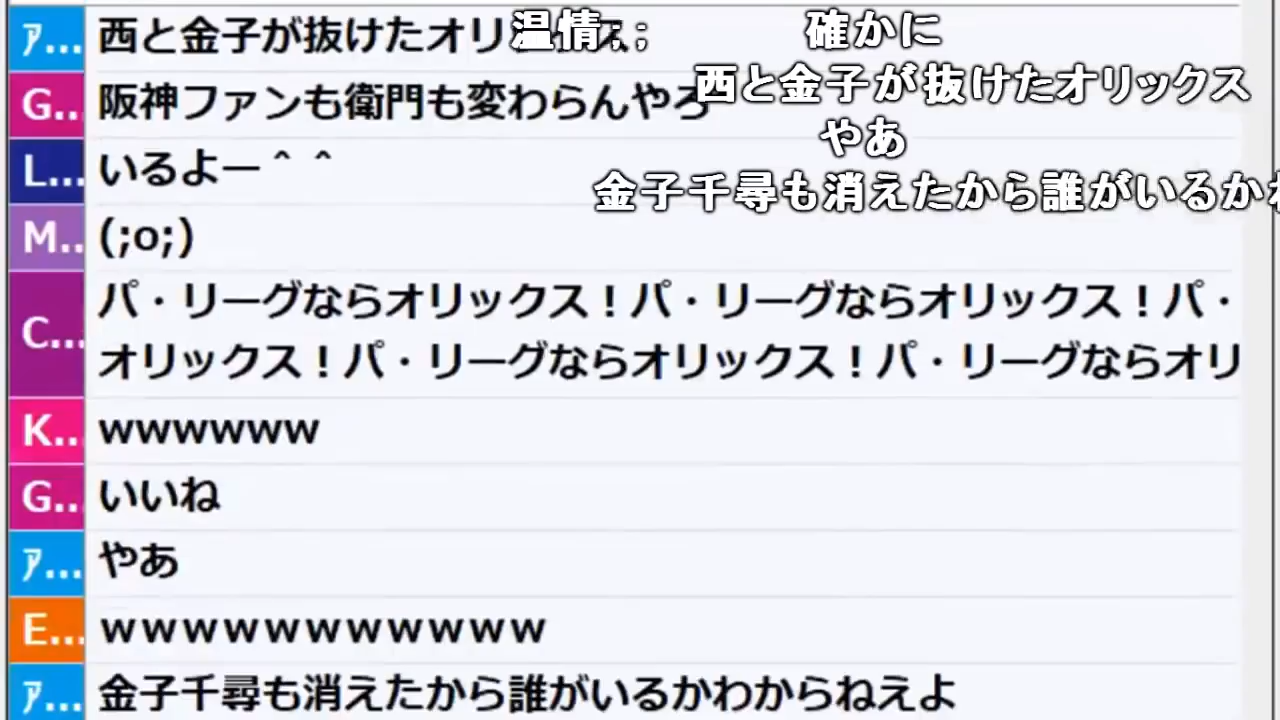 ｱ... 西と金子が抜けたオリックス
温情；； 確かに
G... 阪神ファンも衛門も変わらんやろ
西と金子が抜けたオリックス
L... いるよー＾＾
やあ
金子千尋も消えたから誰がいるかわ
M... (;o;)
C... パ・リーグならオリックス！パ・リーグならオリックス！パ・
オリックス！パ・リーグならオリックス！パ・リーグならオリ
K... wwwwww
G... いいね
ｱ... やあ
E... ｗｗｗｗｗｗｗｗｗｗｗ
ｱ... 金子千尋も消えたから誰がいるかわからねえよ